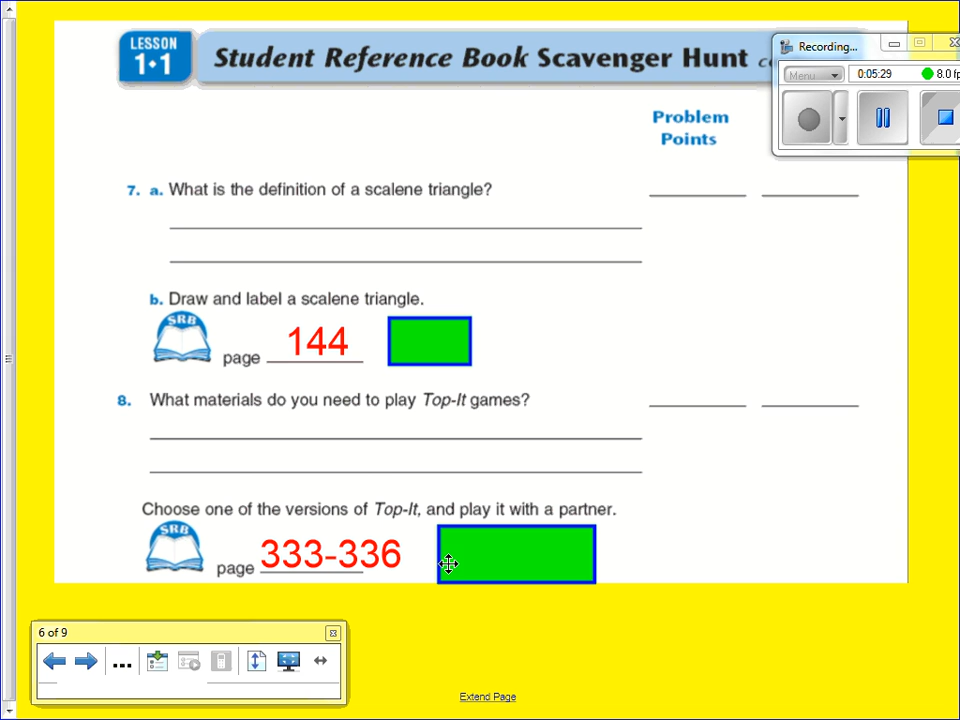 LESSON
1•1
Student Reference Book Scavenger Hunt
Recording...
Menu
0:05:29
8.0
Problem
Points
7. a. What is the definition of a scalene triangle?
b. Draw and label a scalene triangle.
SRB
page 144
8. What materials do you need to play Top-It games?
Choose one of the versions of Top-It, and play it with a partner.
SRB
page 333-336
6 of 9
...
Extend Page